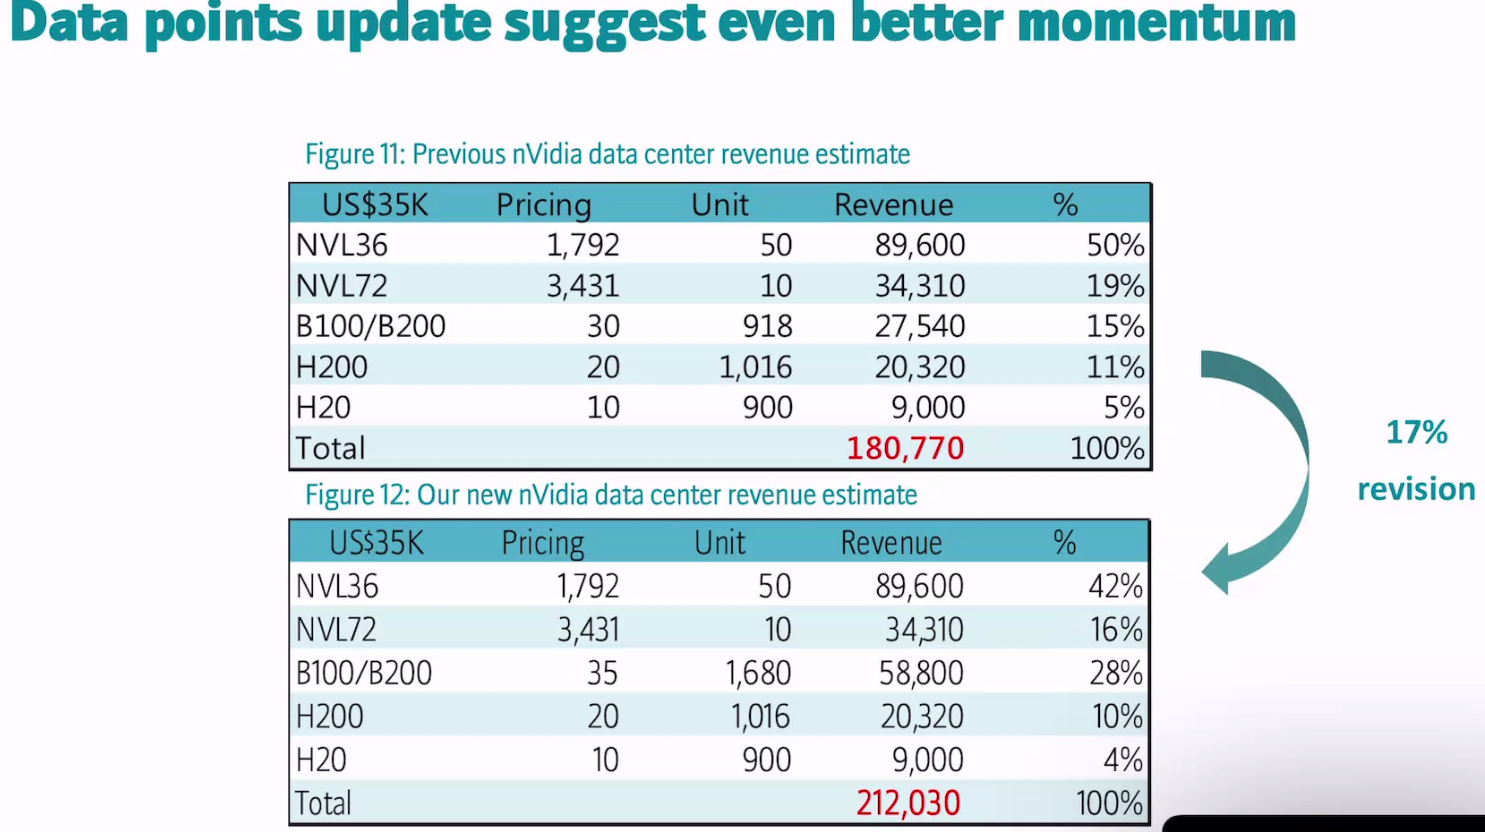 Data points update suggest even better momentum
Figure 11: Previous nVidia data center revenue estimate
US$35K Pricing Unit Revenue %
NVL36 1,792 50 89,600 50%
NVL72 3,431 10 34,310 19%
B100/B200 30 918 27,540 15%
H200 20 1,016 20,320 11%
H20 10 900 9,000 5%
Total 180,770 100%
17%
revision
Figure 12: Our new nVidia data center revenue estimate
US$35K Pricing Unit Revenue %
NVL36 1,792 50 89,600 42%
NVL72 3,431 10 34,310 16%
B100/B200 35 1,680 58,800 28%
H200 20 1,016 20,320 10%
H20 10 900 9,000 4%
Total 212,030 100%